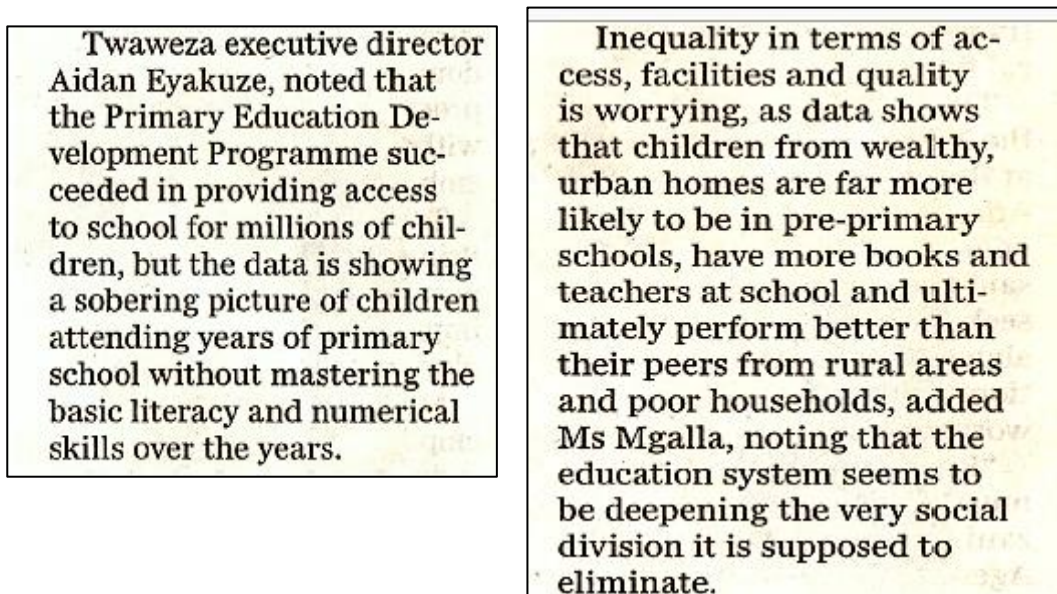 Twaweza executive director
Aidan Eyakuze, noted that
the Primary Education De-
velopment Programme suc-
ceeded in providing access
to school for millions of chil-
dren, but the data is showing
a sobering picture of children
attending years of primary
school without mastering the
basic literacy and numerical
skills over the years.
Inequality in terms of ac-
cess, facilities and quality
is worrying, as data shows
that children from wealthy,
urban homes are far more
likely to be in pre-primary
schools, have more books and
teachers at school and ulti-
mately perform better than
their peers from rural areas
and poor households, added
Ms Mgalla, noting that the
education system seems to
be deepening the very social
division it is supposed to
eliminate.